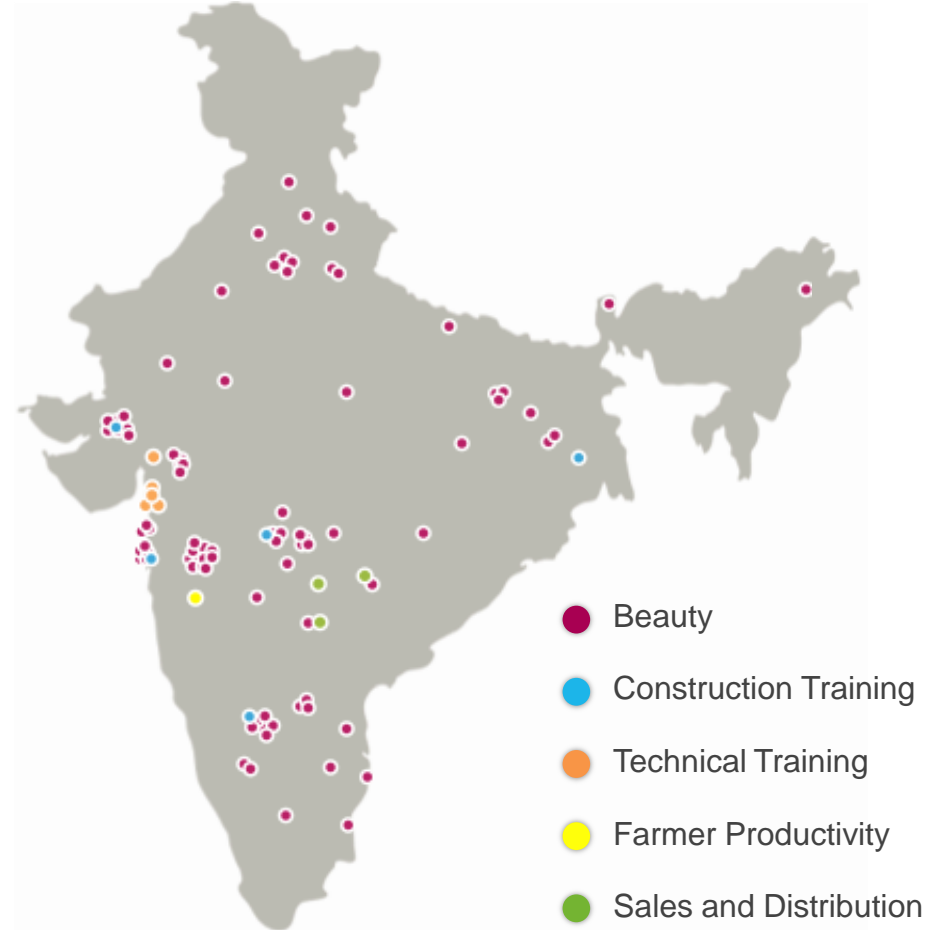 Beauty
Construction Training
Technical Training
Farmer Productivity
Sales and Distribution